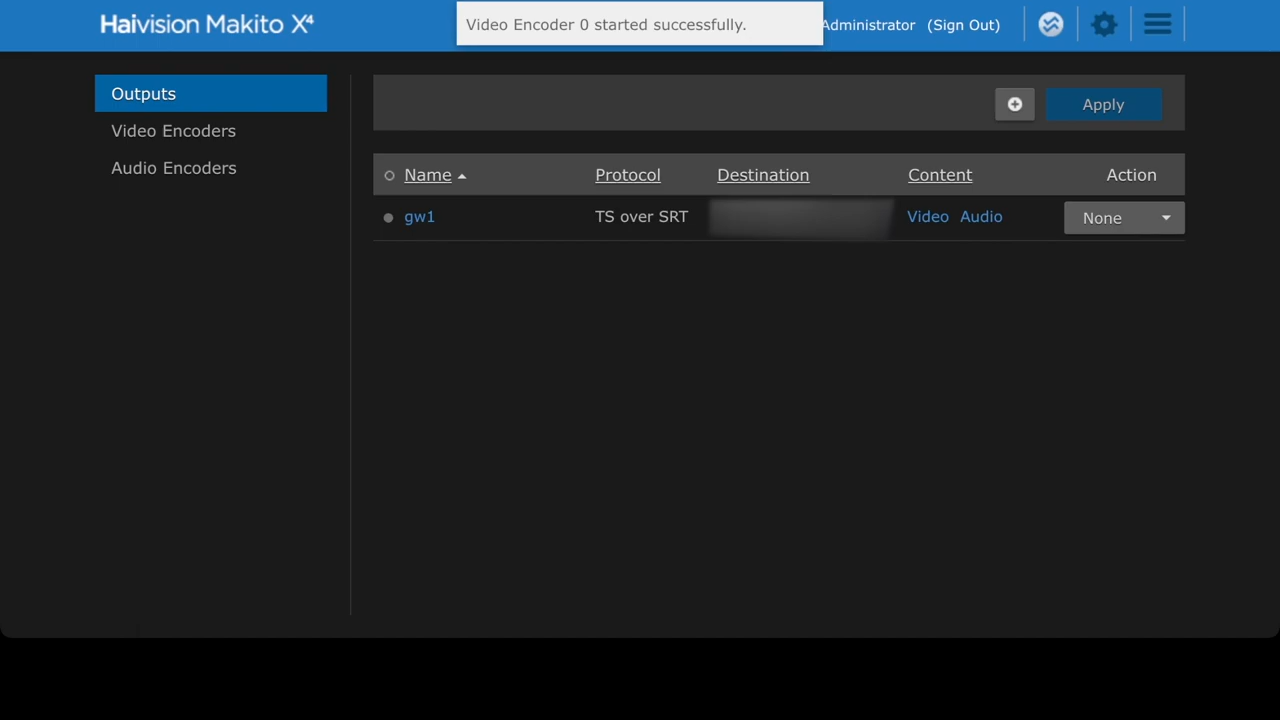 Haivision Makito X4
Video Encoder 0 started successfully.
Administrator (Sign Out)
Outputs
Video Encoders
Audio Encoders
Apply
Name Protocol Destination Content Action
gw1 TS over SRT Video Audio None